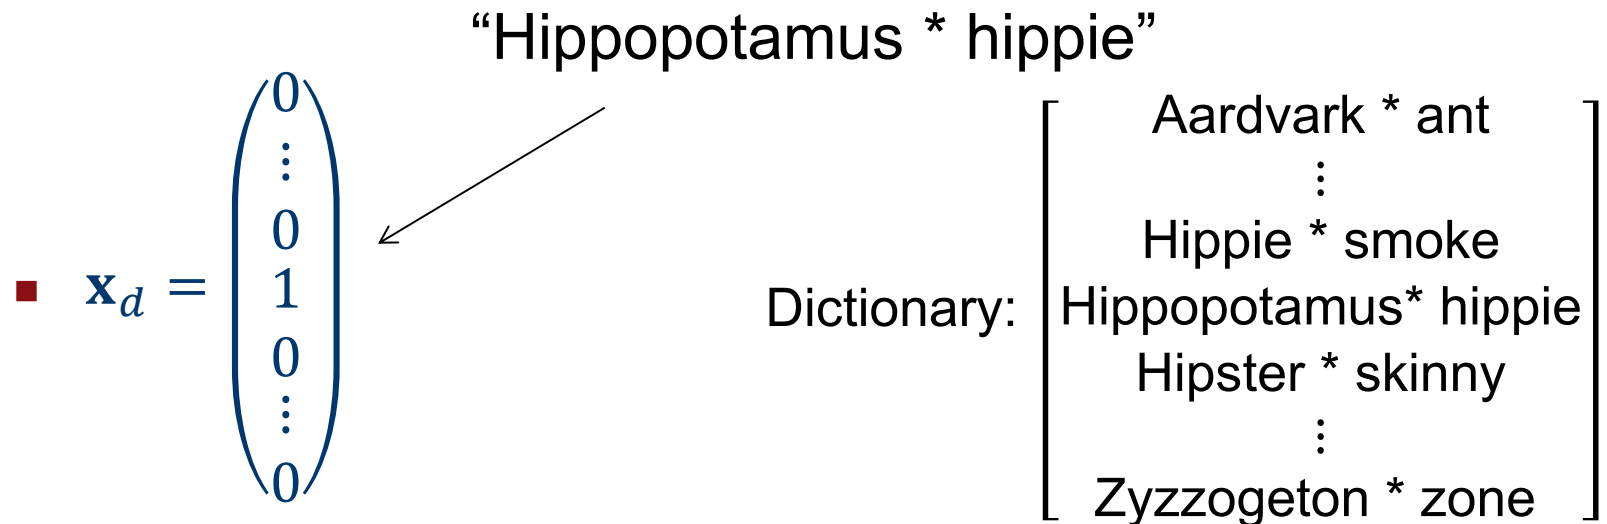 “Hippopotamus * hippie”
▪ x_d =
0
⋮
0
1
0
⋮
0
Dictionary:
Aardvark * ant
⋮
Hippie * smoke
Hippopotamus* hippie
Hipster * skinny
⋮
Zyzzogeton * zone